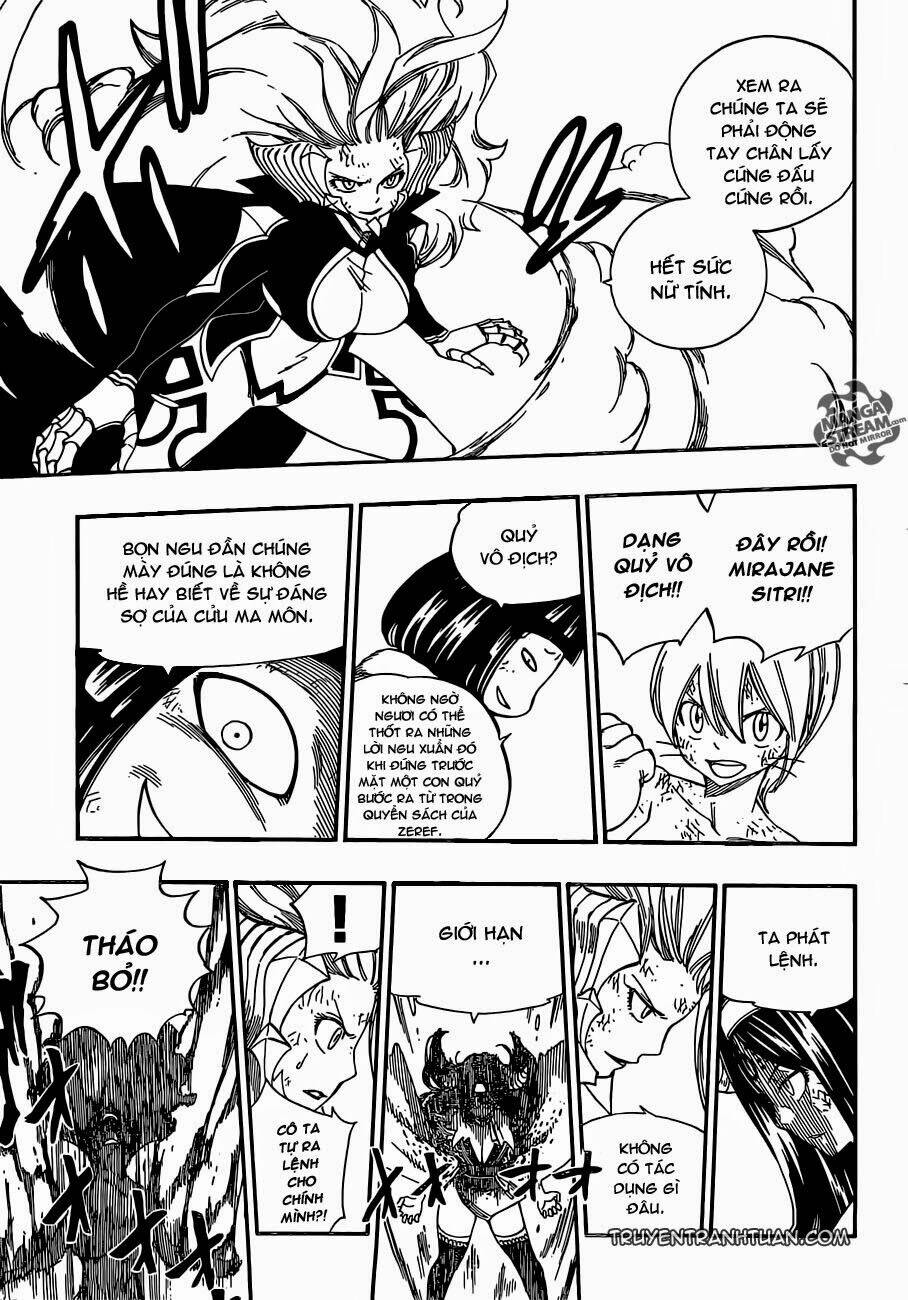 XEM RA
CHÚNG TA SẼ
PHẢI ĐỘNG
TAY CHÂN LẤY
CỨNG ĐẤU
CỨNG RỒI.
HẾT SỨC
NỮ TÍNH.
MANGA
STREAM.com
DO NOT MIRROR
ĐÂY RỒI!
MIRAJANE
SITRI!!
DẠNG
QUỶ VÔ
ĐỊCH!!
QUỶ
VÔ ĐỊCH?
KHÔNG NGỜ
NGƯƠI CÓ THỂ
THỐT RA NHỮNG
LỜI NGU XUẨN ĐÓ
KHI ĐỨNG TRƯỚC
MẶT MỘT CON QUỶ
BƯỚC RA TỪ TRONG
QUYỂN SÁCH CỦA
ZEREF.
BỌN NGU ĐẦN CHÚNG
MÀY ĐÚNG LÀ KHÔNG
HỀ HAY BIẾT VỀ SỰ ĐÁNG
SỢ CỦA CỬU MA MÔN.
TA PHÁT
LỆNH.
KHÔNG
CÓ TÁC
DỤNG GÌ
ĐÂU.
GIỚI HẠN
...
!
CÔ TA
TỰ RA
LỆNH
CHO
CHÍNH
MÌNH?!
THÁO
BỎ!!
TRUYENTRANHTUAN.COM